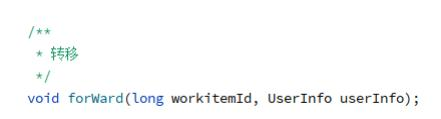 /**
* 转移
*/
void forWard(long workitemId, UserInfo userInfo);